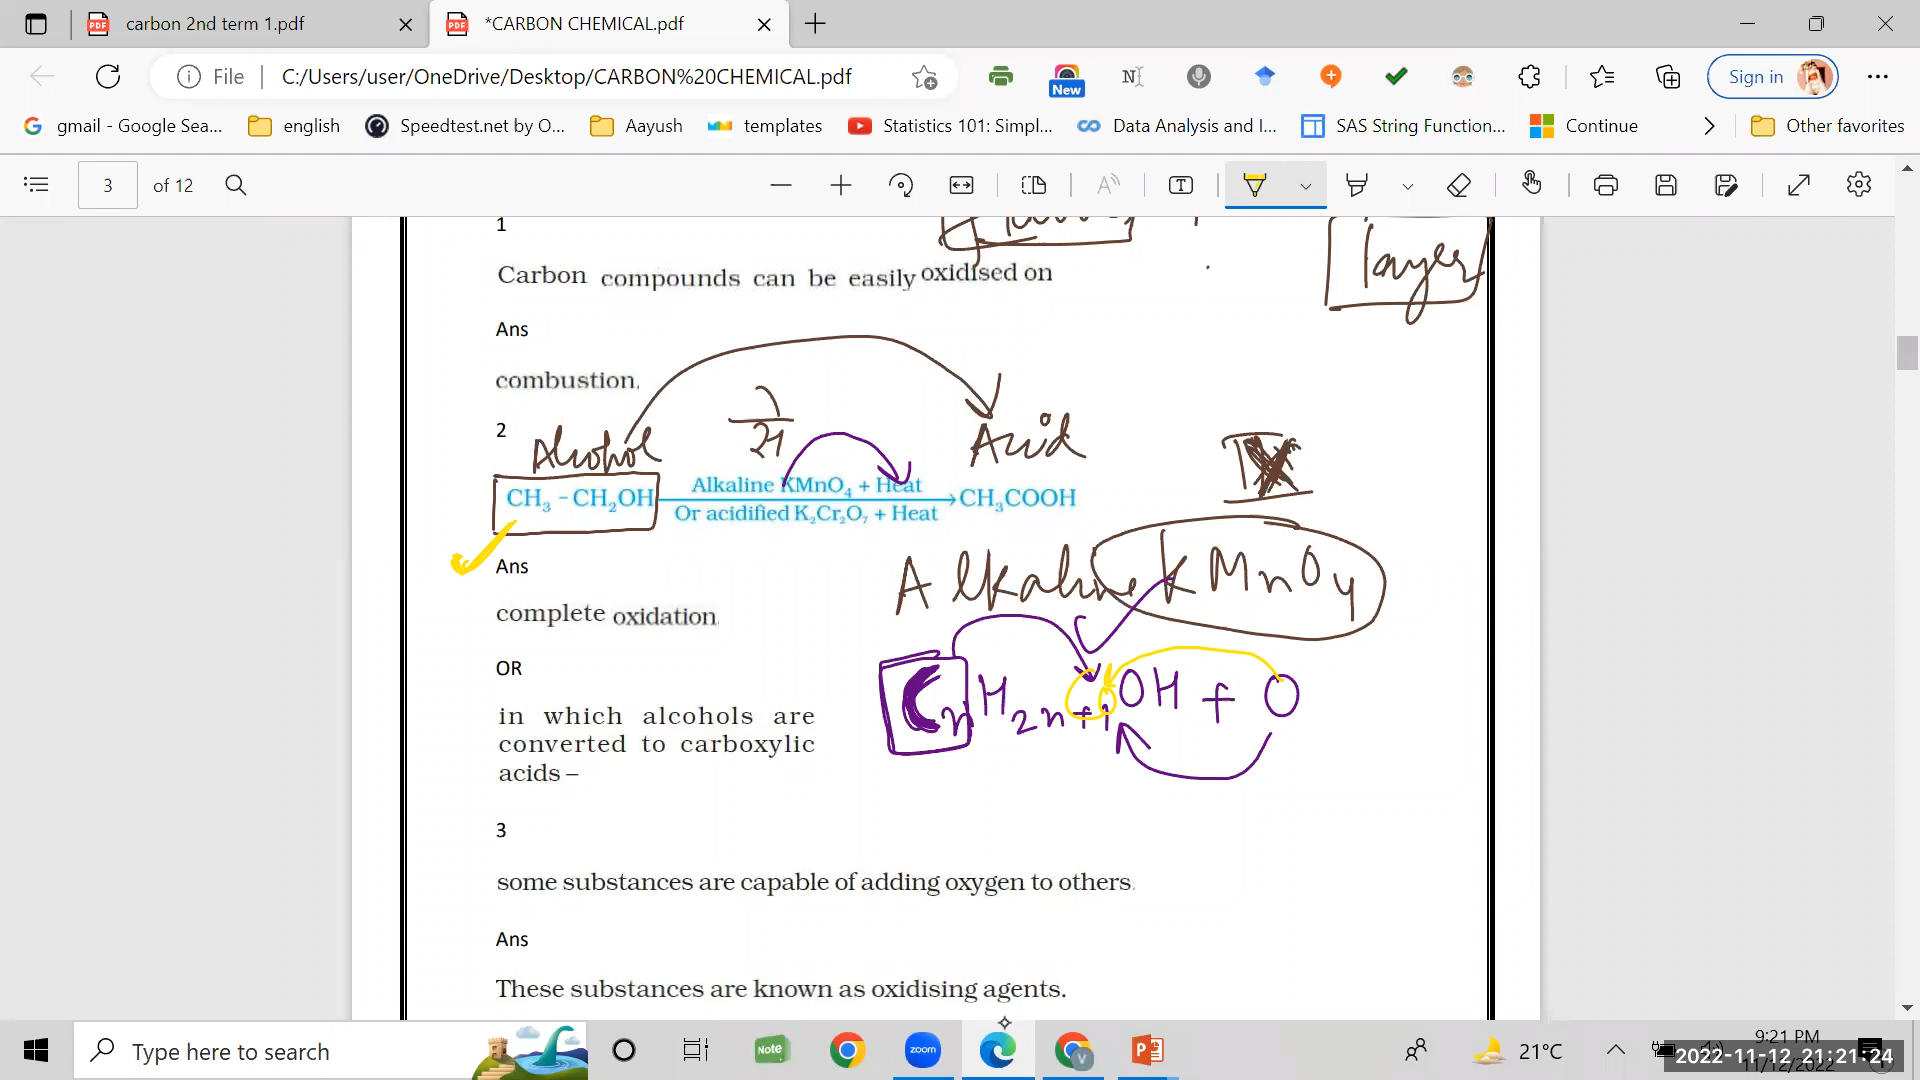 carbon 2nd term 1.pdf
*CARBON CHEMICAL.pdf
File
C:/Users/user/OneDrive/Desktop/CARBON%20CHEMICAL.pdf
New
Sign in
gmail - Google Sea...
english
Speedtest.net by O...
Aayush
templates
Statistics 101: Simpl...
Data Analysis and I...
SAS String Function...
Continue
Other favorites
3 of 12
1
layer
Carbon compounds can be easily oxidised on
Ans
combustion.
2
Alcohol
Acid
CH₃ - CH₂OH
Alkaline KMnO₄ + Heat
Or acidified K₂Cr₂O₇ + Heat
CH₃COOH
Ans
Alkaline KMnO4
complete oxidation
OR
CnH2n+1OH + O
in which alcohols are
converted to carboxylic
acids –
3
some substances are capable of adding oxygen to others.
Ans
These substances are known as oxidising agents.
Type here to search
Note
zoom
21°C
9:21 PM
11/12/2022
2022-11-12 21:21:24